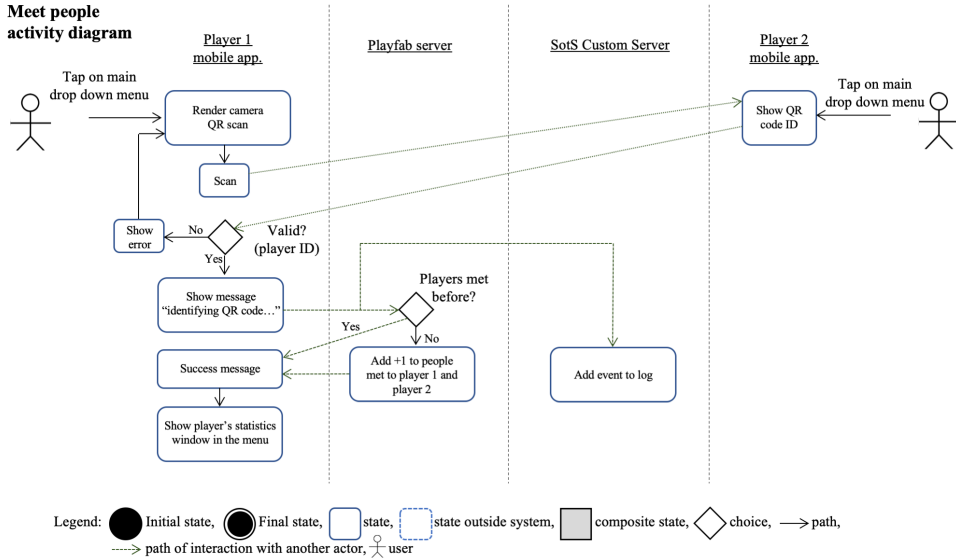 Meet people
activity diagram
Player 1
mobile app.
Playfab server
SotS Custom Server
Player 2
mobile app.
Tap on main
drop down menu
Render camera
QR scan
Show QR
code ID
Tap on main
drop down menu
Scan
Show
error
No
Valid?
(player ID)
Yes
Show message
“identifying QR code…”
Players met
before?
Yes
No
Success message
Add +1 to people
met to player 1 and
player 2
Add event to log
Show player’s statistics
window in the menu
Legend: Initial state, Final state, state, state outside system, composite state, choice, path,
path of interaction with another actor, user